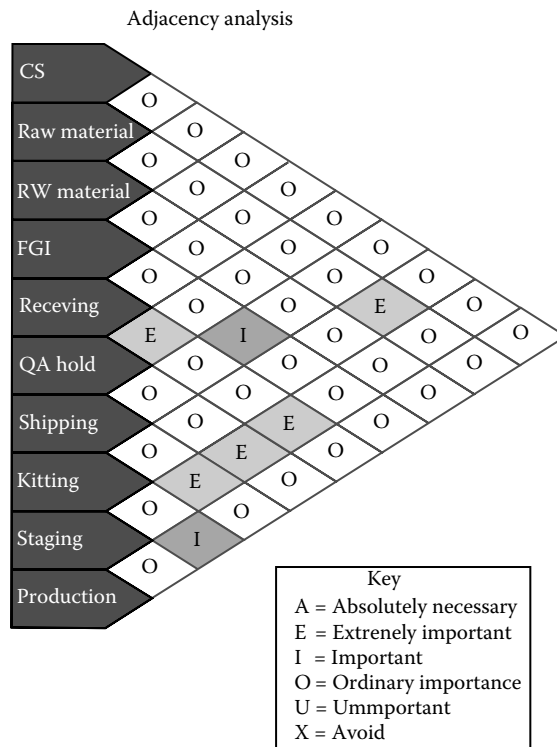 Adjacency analysis
CS
O
Raw material O
O O
RW material O O
O O O
FGI O O O
O O O O
Receving O O E O
E I O O O
QA hold O O O O
O O O O
Shipping O E O
O E O
Kitting E O
O O
Staging I
O
Production
Key
A = Absolutely necessary
E = Extrenely important
I = Important
O = Ordinary importance
U = Ummportant
X = Avoid